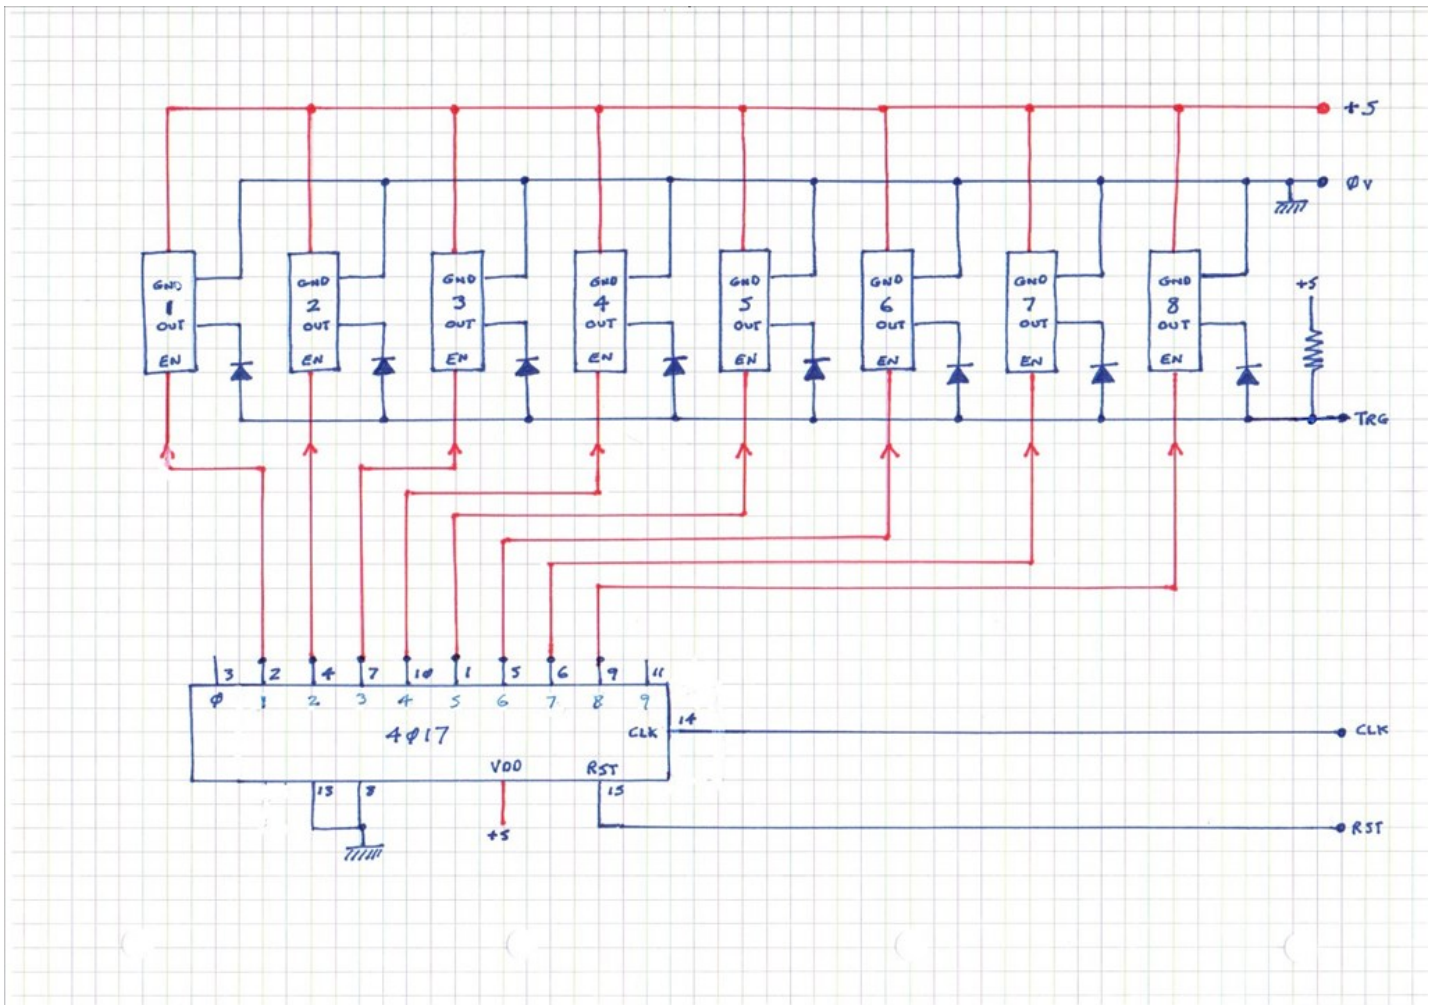 +5
ØV
GND GND GND GND GND GND GND GND
1 2 3 4 5 6 7 8
OUT OUT OUT OUT OUT OUT OUT OUT
EN EN EN EN EN EN EN EN
+5
TRG
3 2 4 7 10 1 5 6 9 11
Ø 1 2 3 4 5 6 7 8 9
4Ø17
CLK
14
CLK
VDD RST
13 8 15
+5
RST